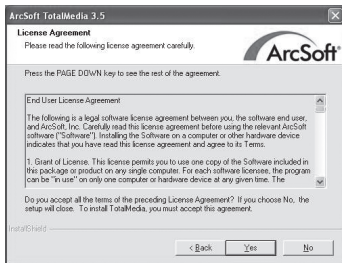 ArcSoft TotalMedia 3.5
License Agreement
Please read the following license agreement carefully.
ArcSoft®
Press the PAGE DOWN key to see the rest of the agreement.
End User License Agreement
The following is a legal software license agreement between you, the software end user,
and ArcSoft, Inc. Carefully read this license agreement before using the relevant ArcSoft
software ("Software"). Installing the Software on a computer or other hardware device
indicates that you have read this license agreement and agree to its Terms.
1. Grant of License. This license permits you to use one copy of the Software included in
this package or product on any single computer. For each software licensee, the program
can be "in use" on only one computer or hardware device at any given time. The
Do you accept all the terms of the preceding License Agreement? If you choose No, the
setup will close. To install TotalMedia, you must accept this agreement.
InstallShield
< Back
Yes
No